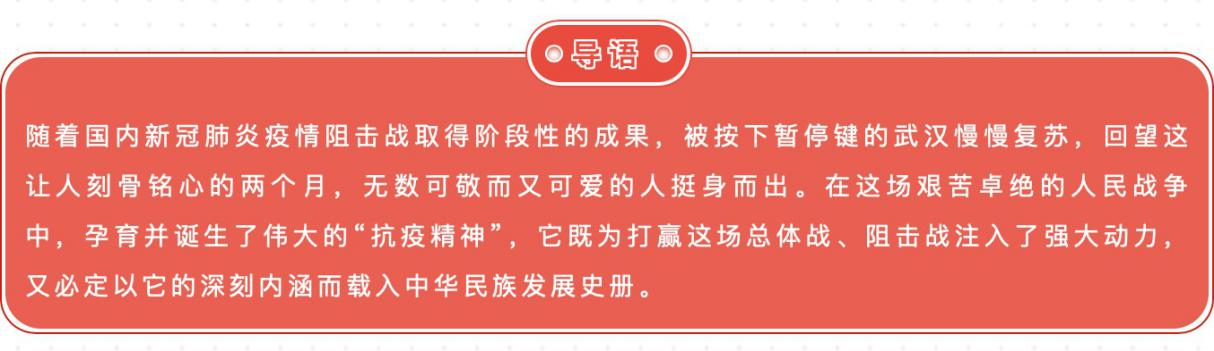 导语
随着国内新冠肺炎疫情阻击战取得阶段性的成果，被按下暂停键的武汉慢慢复苏，回望这
让人刻骨铭心的两个月，无数可敬而又可爱的人挺身而出。在这场艰苦卓绝的人民战争
中，孕育并诞生了伟大的“抗疫精神”，它既为打赢这场总体战、阻击战注入了强大动力，
又必定以它的深刻内涵而载入中华民族发展史册。